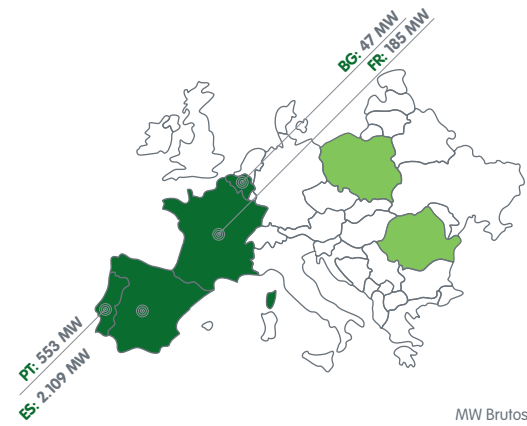 BG: 47 MW
FR: 185 MW
PT: 553 MW
ES: 2.109 MW
MW Brutos